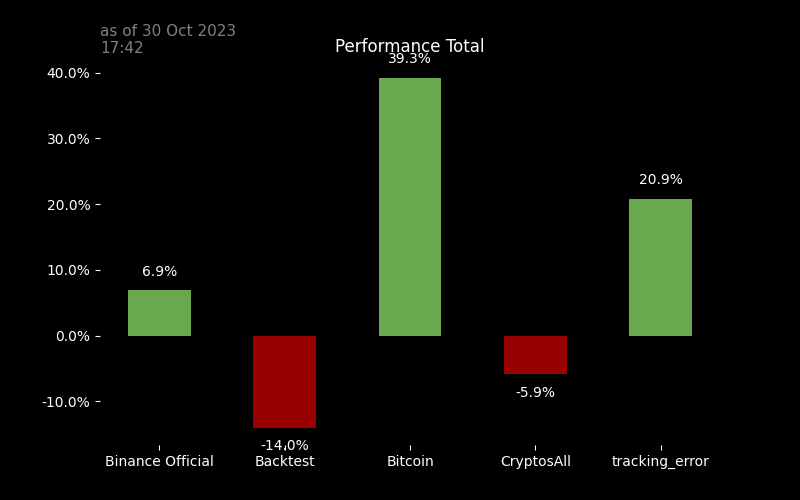 as of 30 Oct 2023
17:42
Performance Total
40.0%
30.0%
20.0%
10.0%
0.0%
-10.0%
6.9%
-14.0%
39.3%
-5.9%
20.9%
Binance Official
Backtest
Bitcoin
CryptosAll
tracking_error